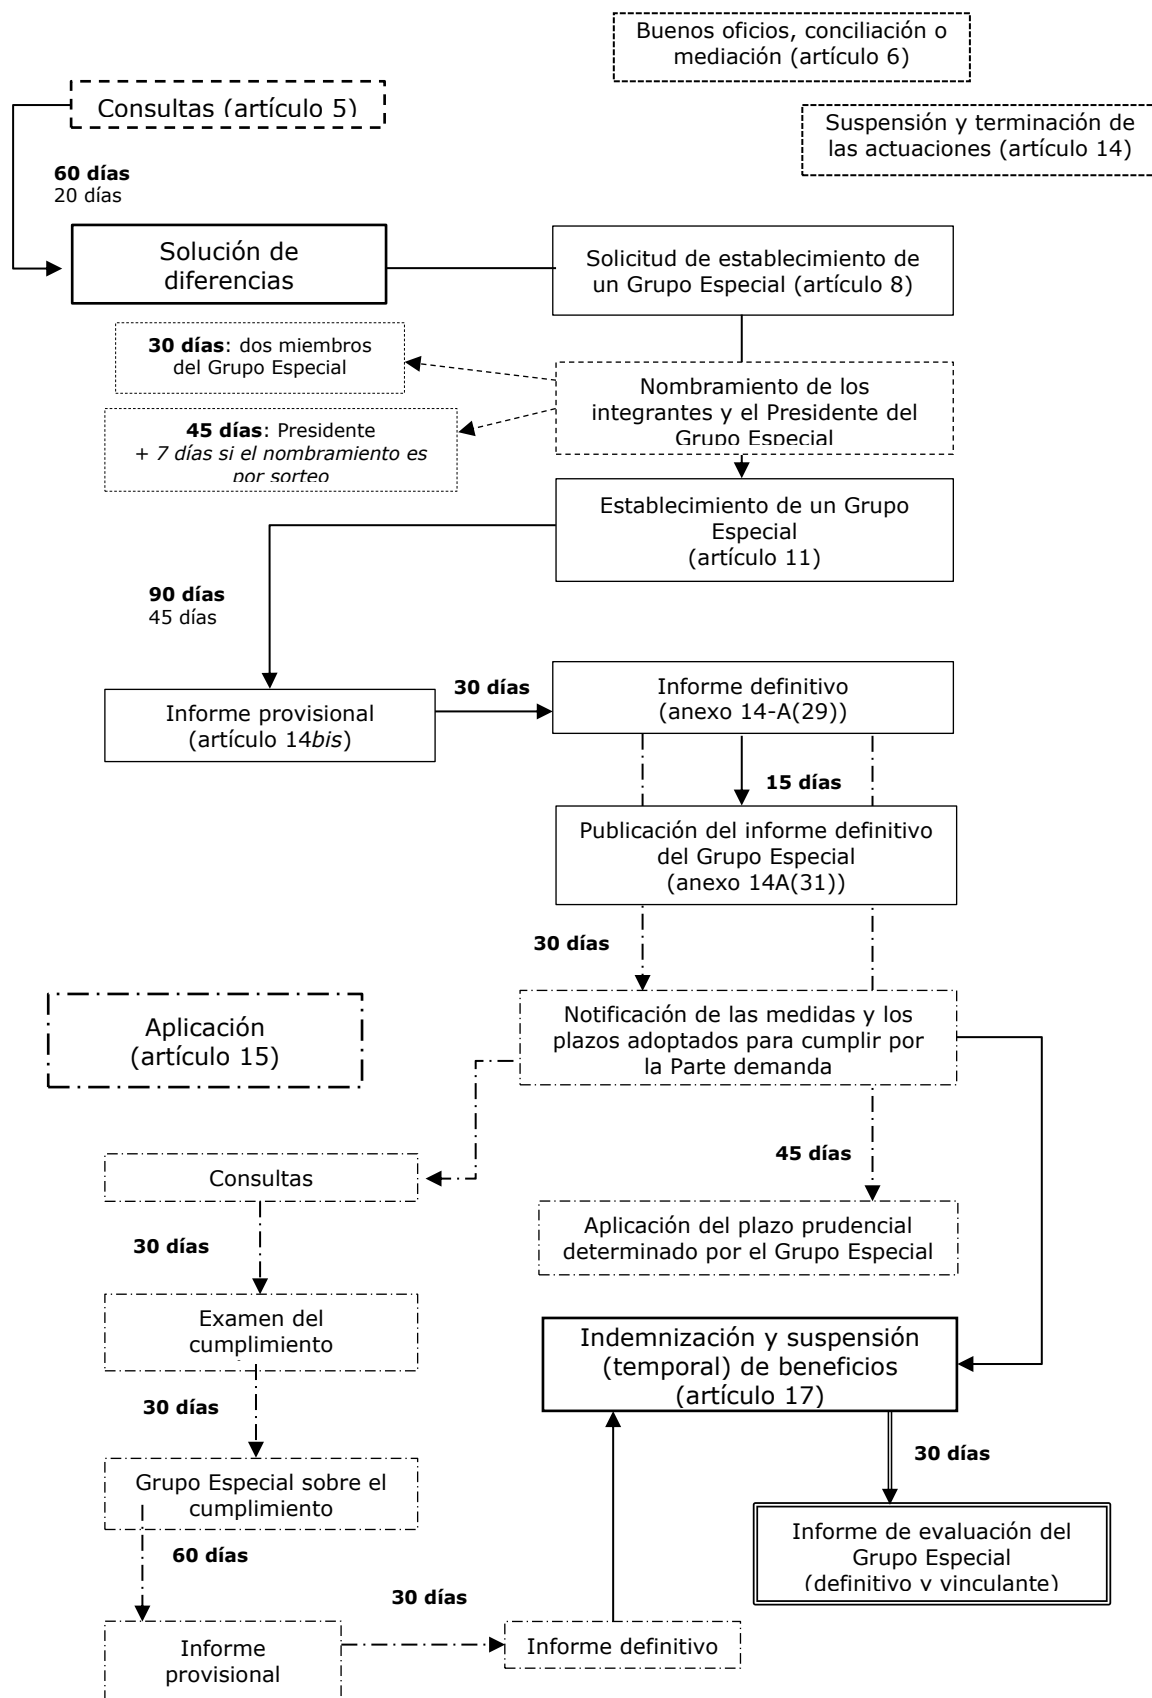 Buenos oficios, conciliación o
mediación (artículo 6)
Consultas (artículo 5)
Suspensión y terminación de
las actuaciones (artículo 14)
60 días
20 días
Solución de
diferencias
Solicitud de establecimiento de
un Grupo Especial (artículo 8)
30 días: dos miembros
del Grupo Especial
Nombramiento de los
integrantes y el Presidente del
Grupo Especial
45 días: Presidente
+ 7 días si el nombramiento es
por sorteo
Establecimiento de un Grupo
Especial
(artículo 11)
90 días
45 días
30 días
Informe provisional
(artículo 14bis)
Informe definitivo
(anexo 14-A(29))
15 días
Publicación del informe definitivo
del Grupo Especial
(anexo 14A(31))
30 días
Aplicación
(artículo 15)
Notificación de las medidas y los
plazos adoptados para cumplir por
la Parte demanda
45 días
Consultas
Aplicación del plazo prudencial
determinado por el Grupo Especial
30 días
Examen del
cumplimiento
Indemnización y suspensión
(temporal) de beneficios
(artículo 17)
30 días
30 días
Grupo Especial sobre el
cumplimiento
Informe de evaluación del
Grupo Especial
(definitivo y vinculante)
60 días
30 días
Informe
provisional
Informe definitivo